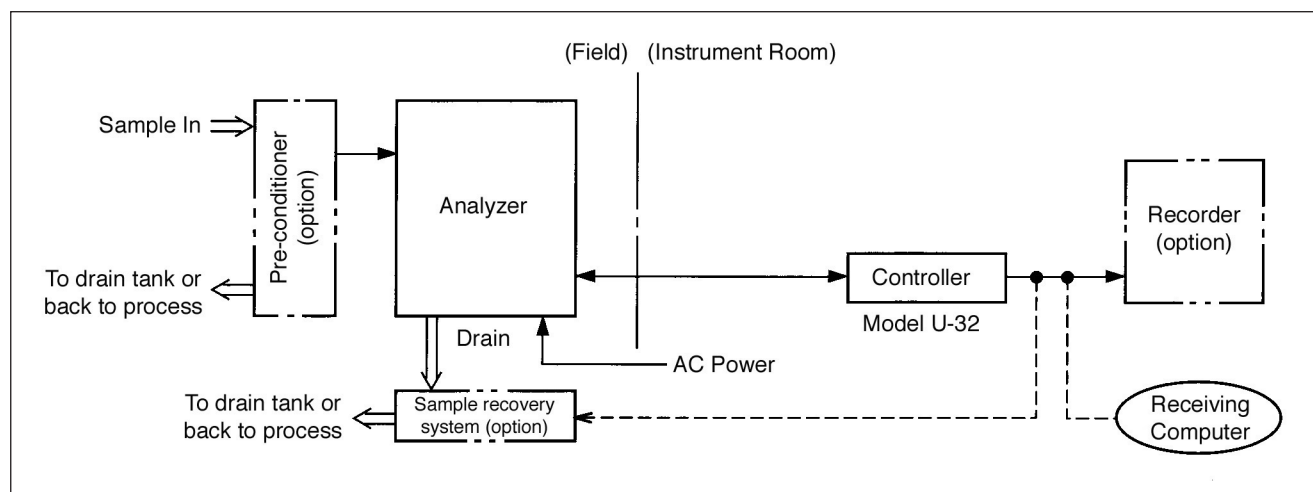 (Field) (Instrument Room)
Sample In
Pre-conditioner
(option)
Analyzer
Recorder
(option)
To drain tank or
back to process
Controller
Model U-32
Drain
AC Power
To drain tank or
back to process
Sample recovery
system (option)
Receiving
Computer